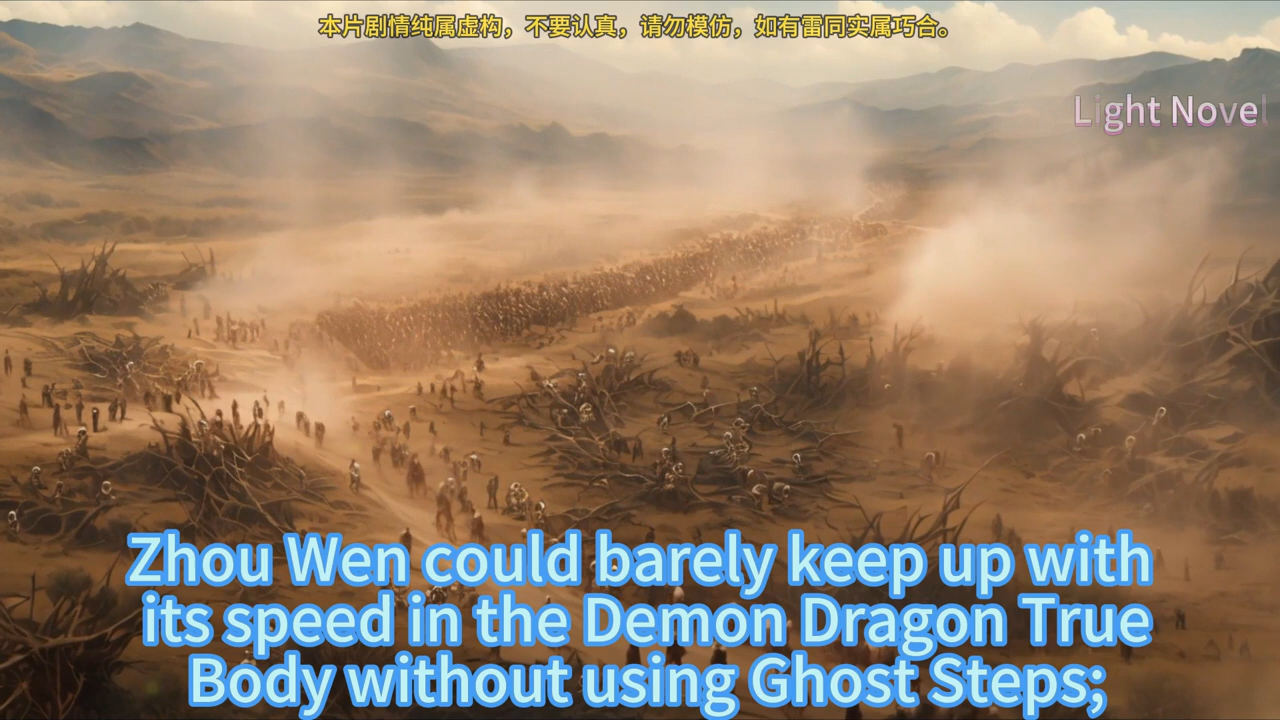 本片剧情纯属虚构，不要认真，请勿模仿，如有雷同实属巧合。
Light Novel
Zhou Wen could barely keep up with
its speed in the Demon Dragon True
Body without using Ghost Steps;